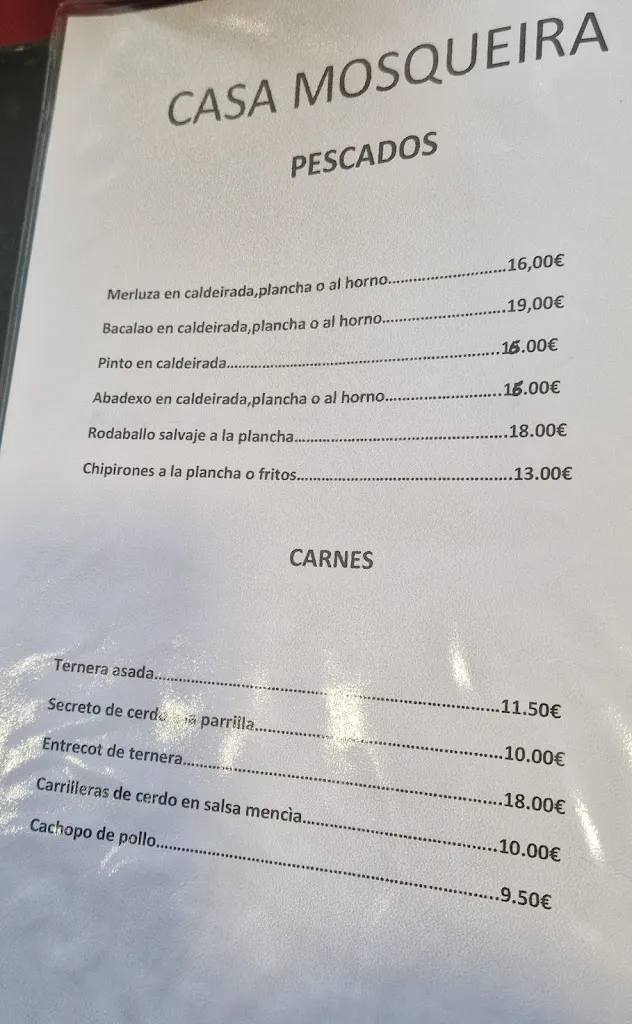 CASA MOSQUEIRA
PESCADOS
Merluza en caldeirada,plancha o al horno..............................16,00€
Bacalao en caldeirada,plancha o al horno..............................19,00€
Pinto en caldeirada..............................
Abadexo en caldeirada,plancha o al horno..............................
Rodaballo salvaje a la plancha..............................18.00€
Chipirones a la plancha o fritos..............................13.00€
CARNES
Ternera asada..............................11.50€
Secreto de cerdo parrilla..............................10.00€
Entrecot de ternera..............................18.00€
Carrilleras de cerdo en salsa mencìa..............................10.00€
Cachopo de pollo..............................9.50€